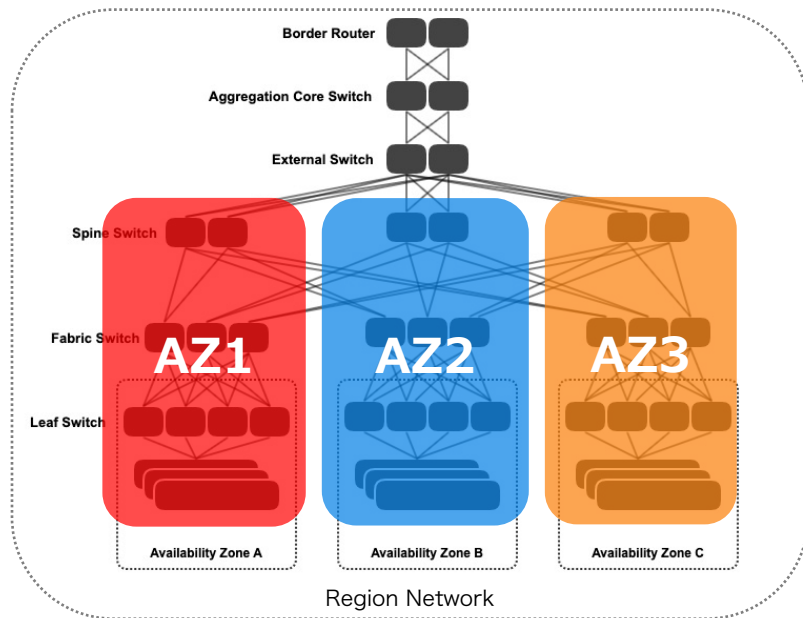 Border Router
Aggregation Core Switch
External Switch
Spine Switch
Fabric Switch
AZ1
AZ2
AZ3
Leaf Switch
Availability Zone A
Availability Zone B
Availability Zone C
Region Network